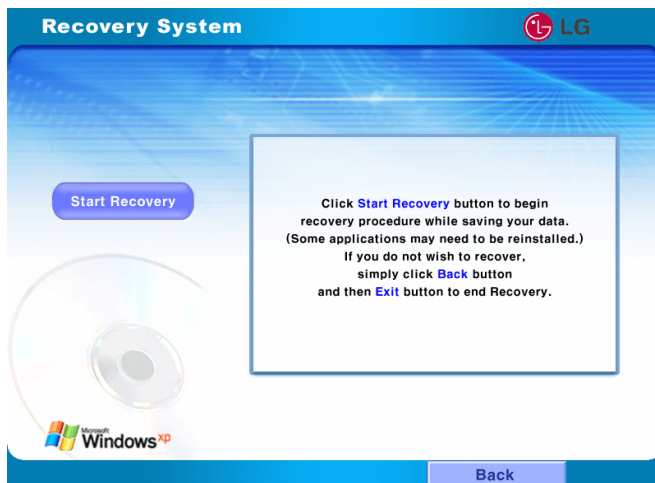 Recovery System
LG
Start Recovery
Click Start Recovery button to begin
recovery procedure while saving your data.
(Some applications may need to be reinstalled.)
If you do not wish to recover,
simply click Back button
and then Exit button to end Recovery.
Microsoft
Windows xp
Back